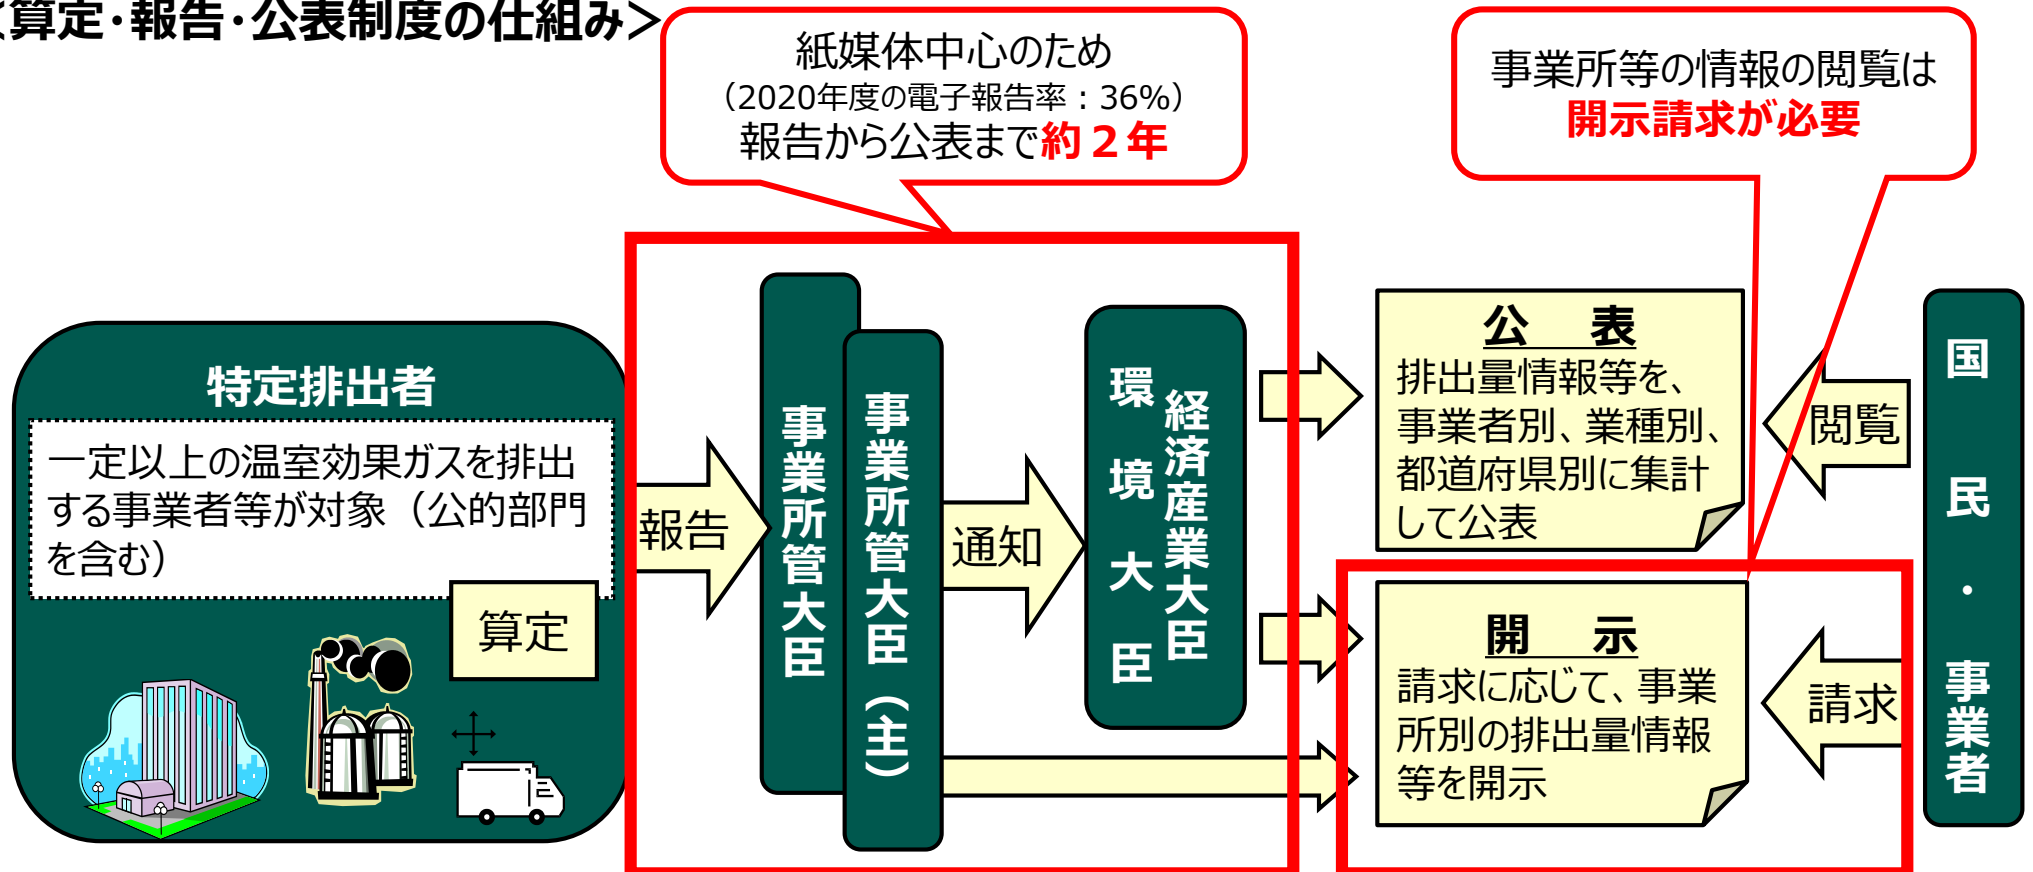 <算定・報告・公表制度の仕組み>
紙媒体中心のため
（2020年度の電子報告率：36%）
報告から公表まで約２年
事業所等の情報の閲覧は
開示請求が必要
特定排出者
一定以上の温室効果ガスを排出
する事業者等が対象（公的部門
を含む）
算定
報告
事業所管大臣
事業所管大臣（主）
通知
環境大臣
経済産業大臣
公　表
排出量情報等を、
事業者別、業種別、
都道府県別に集計
して公表
閲覧
開　示
請求に応じて、事業
所別の排出量情報
等を開示
請求
国民・事業者